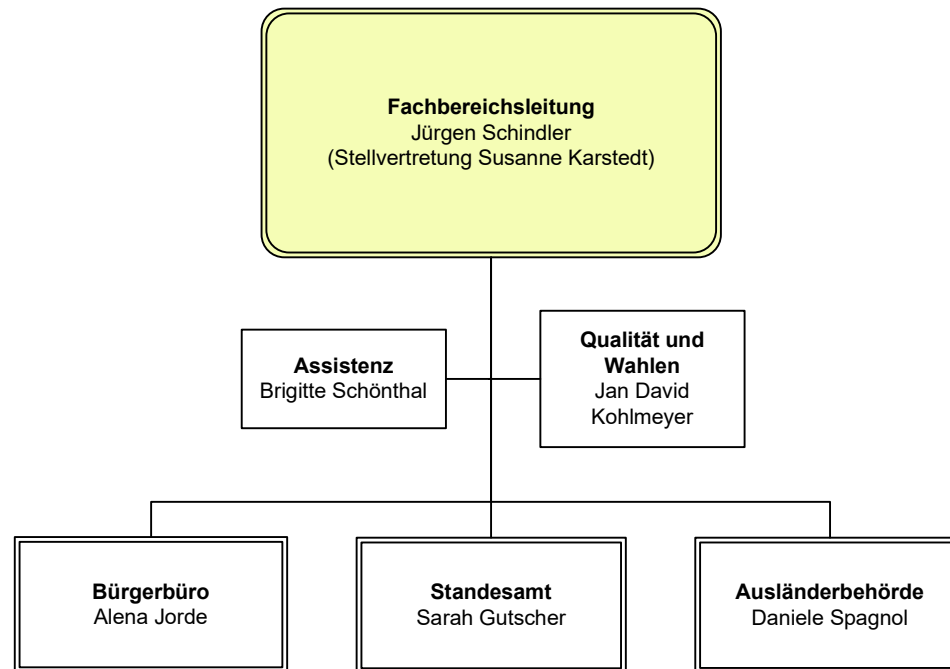 Fachbereichsleitung
Jürgen Schindler
(Stellvertretung Susanne Karstedt)
Assistenz
Brigitte Schönthal
Qualität und
Wahlen
Jan David
Kohlmeyer
Bürgerbüro
Alena Jorde
Standesamt
Sarah Gutscher
Ausländerbehörde
Daniele Spagnol